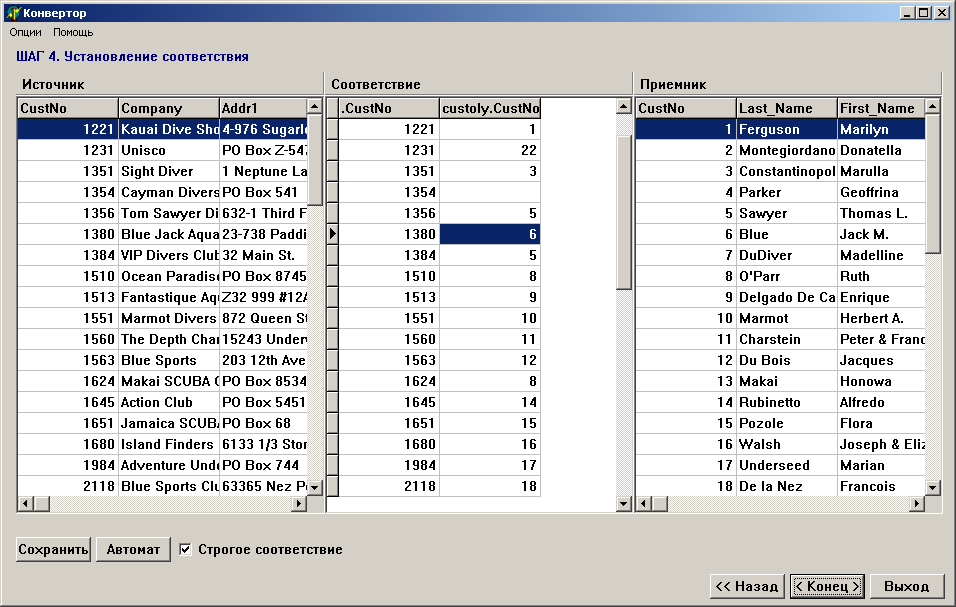 Конвертор
Опции Помощь
ШАГ 4. Установление соответствия
Источник Соответствие Приемник
CustNo Company Addr1 .CustNo custoly.CustNo CustNo Last_Name First_Name
1221 Kauai Dive Sho 4-976 Sugarlo 1221 1 1 Ferguson Marilyn
1231 Unisco PO Box Z-547 1231 22 2 Montegiordano Donatella
1351 Sight Diver 1 Neptune La 1351 3 3 Constantinopol Marulla
1354 Cayman Divers PO Box 541 1354 4 Parker Geoffrina
1356 Tom Sawyer Di 632-1 Third F 1356 5 5 Sawyer Thomas L.
1380 Blue Jack Aqua 23-738 Paddi 1380 6 6 Blue Jack M.
1384 VIP Divers Club 32 Main St. 1384 5 7 DuDiver Madelline
1510 Ocean Paradise PO Box 8745 1510 8 8 O'Parr Ruth
1513 Fantastique Aq Z32 999 #12A 1513 9 9 Delgado De Ca Enrique
1551 Marmot Divers 872 Queen St 1551 10 10 Marmot Herbert A.
1560 The Depth Char 15243 Underv 1560 11 11 Charstein Peter & Franc
1563 Blue Sports 203 12th Ave 1563 12 12 Du Bois Jacques
1624 Makai SCUBA C PO Box 8534 1624 8 13 Makai Honowa
1645 Action Club PO Box 5451 1645 14 14 Rubinetto Alfredo
1651 Jamaica SCUBA PO Box 68 1651 15 15 Pozole Flora
1680 Island Finders 6133 1/3 Stor 1680 16 16 Walsh Joseph & Eliz
1984 Adventure Unde PO Box 744 1984 17 17 Underseed Marian
2118 Blue Sports Clu 63365 Nez Pe 2118 18 18 De la Nez Francois
Сохранить Автомат Строгое соответствие
<< Назад < Конец > Выход